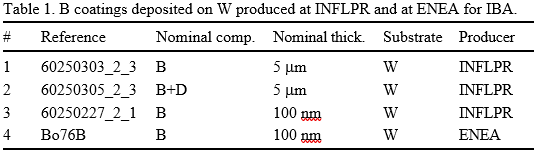 Table 1. B coatings deposited on W produced at INFLPR and at ENEA for IBA.
# Reference Nominal comp. Nominal thick. Substrate Producer
1 60250303_2_3 B 5 μm W INFLPR
2 60250305_2_3 B+D 5 μm W INFLPR
3 60250227_2_1 B 100 nm W INFLPR
4 Bo76B B 100 nm W ENEA